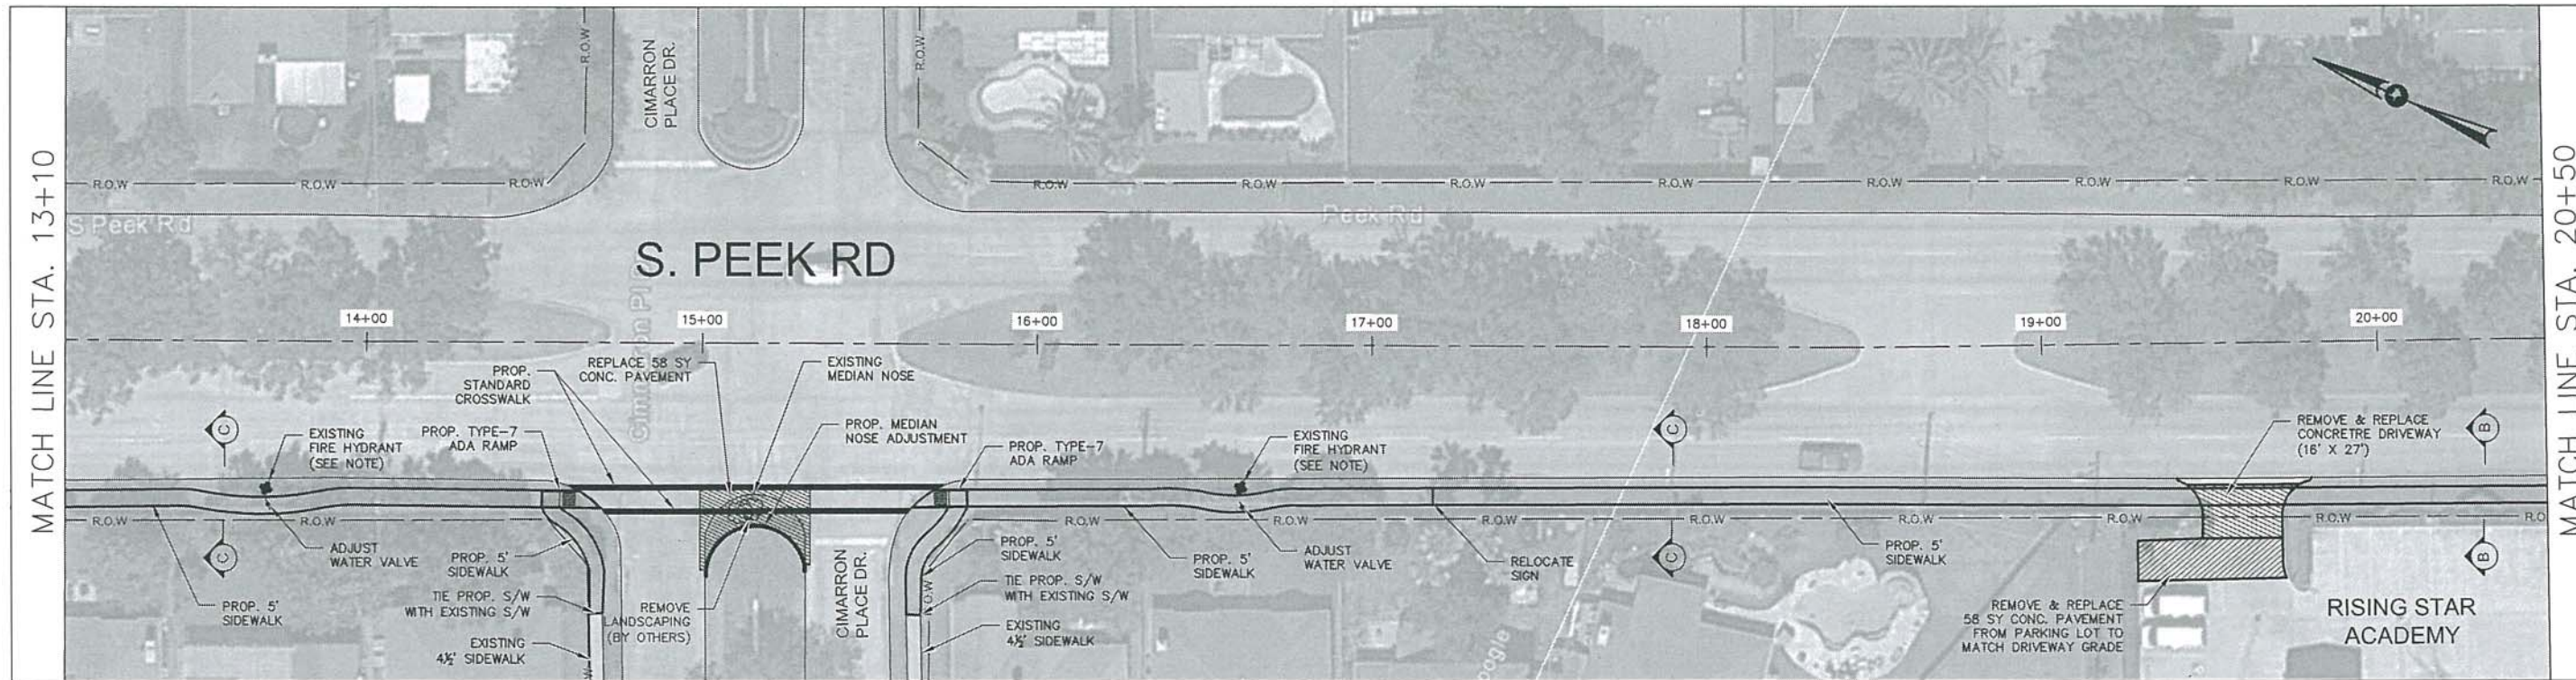 MATCH LINE STA. 13+10
MATCH LINE STA. 20+50
R.O.W
CIMARRON
PLACE DR.
R.O.W
R.O.W
R.O.W
R.O.W
R.O.W
R.O.W
R.O.W
R.O.W
R.O.W
R.O.W
R.O.W
R.O.W
S Peek Rd
Peek Rd
S. PEEK RD
14+00
15+00
16+00
17+00
18+00
19+00
20+00
PROP.
STANDARD
CROSSWALK
REPLACE 58 SY
CONC. PAVEMENT
EXISTING
MEDIAN NOSE
PROP. MEDIAN
NOSE ADJUSTMENT
C
EXISTING
FIRE HYDRANT
(SEE NOTE)
PROP. TYPE-7
ADA RAMP
PROP. TYPE-7
ADA RAMP
EXISTING
FIRE HYDRANT
(SEE NOTE)
C
REMOVE & REPLACE
CONCRETRE DRIVEWAY
(16' X 27')
B
R.O.W
R.O.W
R.O.W
R.O.W
R.O.W
R.O.W
R.O.W
R.O.W
R.O.W
RO
C
ADJUST
WATER VALVE
PROP. 5'
SIDEWALK
PROP. 5'
SIDEWALK
TIE PROP. S/W
WITH EXISTING S/W
EXISTING
4½' SIDEWALK
W
REMOVE
LANDSCAPING
(BY OTHERS)
CIMARRON
PLACE DR.
PROP. 5'
SIDEWALK
TIE PROP. S/W
WITH EXISTING S/W
R.O.W
EXISTING
4½' SIDEWALK
PROP. 5'
SIDEWALK
ADJUST
WATER VALVE
RELOCATE
SIGN
C
PROP. 5'
SIDEWALK
B
REMOVE & REPLACE
58 SY CONC. PAVEMENT
FROM PARKING LOT TO
MATCH DRIVEWAY GRADE
RISING STAR
ACADEMY
oogle